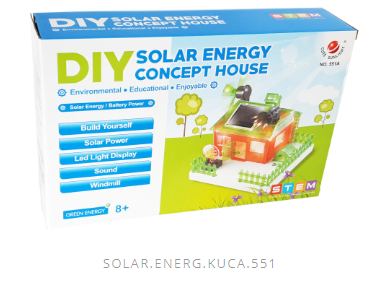 DIY SOLAR ENERGY
CONCEPT HOUSE
Environmental • Educational • Enjoyable
Solar Energy / Battery Power
Build Yourself
Solar Power
Led Light Display
Sound
Windmill
GREEN ENERGY
8+
STEM
NO. 551A
STEM
SOLAR.ENERG.KUCA.551